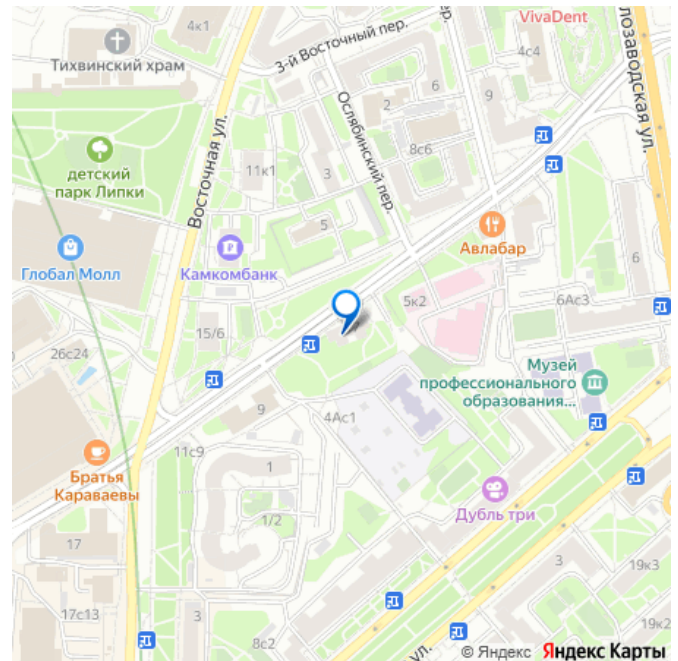 4к1
VivaDent
лозаводская ул.
Тихвинский храм
3-й Восточный пер.
ер.
4с4
2
6
9
Ослябинский пер.
8с6
детский
парк Липки
11к1
3
Восточная ул.
5
Авлабар
6
Глобал Молл
Камкомбанк
5к2
6Ас3
15/6
26с24
Музей
профессионального
образования...
9
4Ас1
11с9
1
Братья
Караваевы
1/2
Дубль три
17
3
19к3
17с13
3
8с2
ул.
19к2
© Яндекс Яндекс Карты